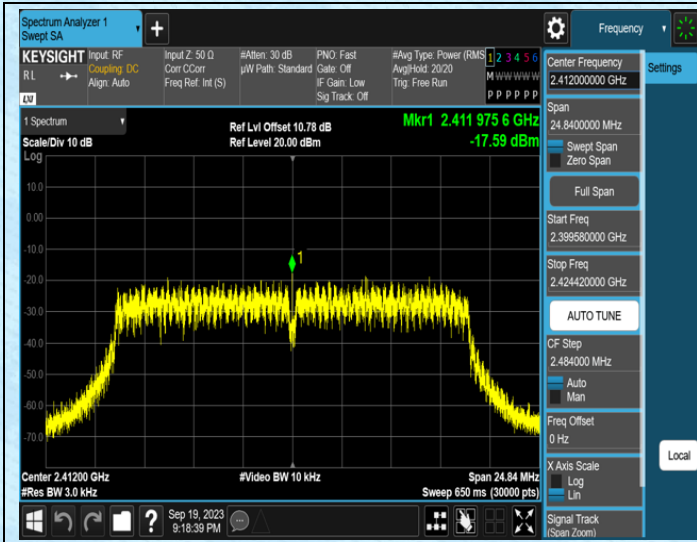 Spectrum Analyzer 1
Swept SA
Frequency
KEYSIGHT
Input: RF
Input Z: 50 Ω
#Atten: 30 dB
PNO: Fast
#Avg Type: Power (RMS
1 2 3 4 5 6
RL
Coupling: DC
Corr CCorr
µW Path: Standard
Gate: Off
Avg|Hold: 20/20
M W W W W W
Align: Auto
Freq Ref: Int (S)
IF Gain: Low
Trig: Free Run
Sig Track: Off
P P P P P P
LXI
Center Frequency
2.412000000 GHz
Settings
Span
24.8400000 MHz
Swept Span
Zero Span
Full Span
Start Freq
2.399580000 GHz
Stop Freq
2.424420000 GHz
AUTO TUNE
CF Step
2.484000 MHz
Auto
Man
Freq Offset
0 Hz
X Axis Scale
Log
Lin
Local
Signal Track
(Span Zoom)
1 Spectrum
Ref Lvl Offset 10.78 dB
Mkr1 2.411 975 6 GHz
Scale/Div 10 dB
Ref Level 20.00 dBm
-17.59 dBm
Log
10.0
0.00
-10.0
-20.0
-30.0
-40.0
-50.0
-60.0
-70.0
1
Center 2.41200 GHz
#Video BW 10 kHz
Span 24.84 MHz
#Res BW 3.0 kHz
Sweep 650 ms (30000 pts)
?
Sep 19, 2023
9:18:39 PM